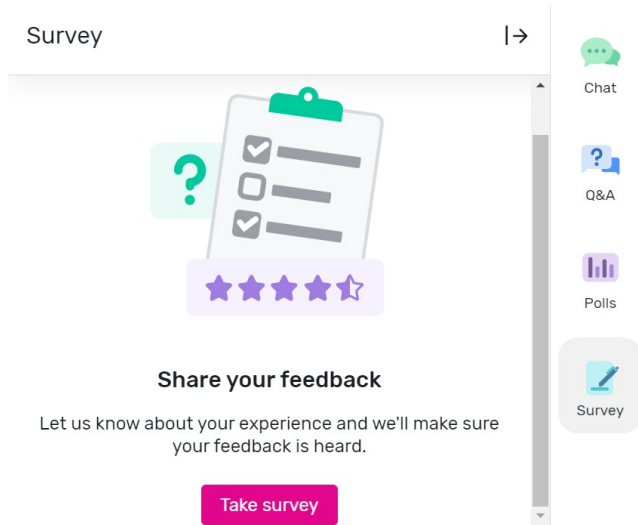 Survey
Chat
Q&A
Polls
Survey
Share your feedback
Let us know about your experience and we'll make sure
your feedback is heard.
Take survey